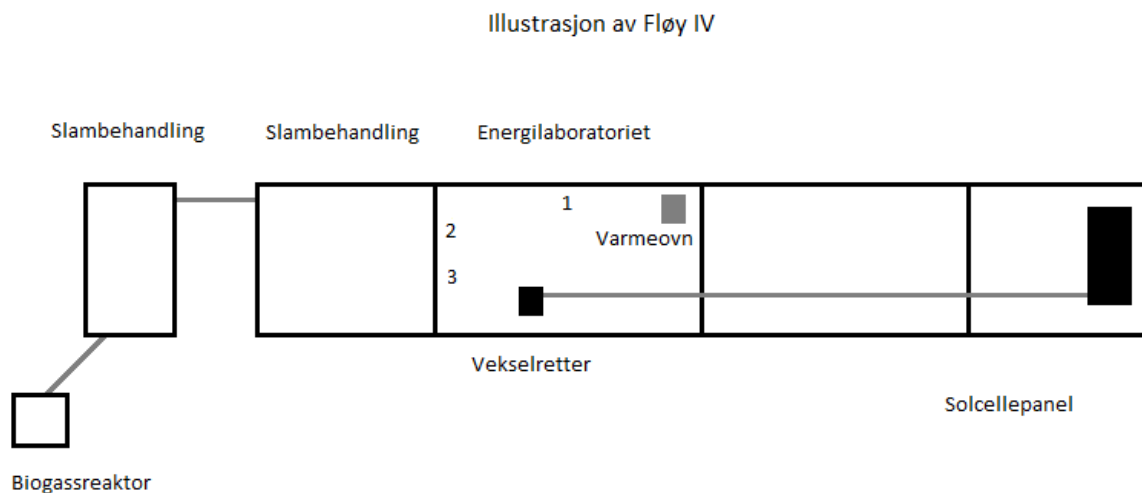 Illustrasjon av Fløy IV
Slambehandling
Slambehandling
Energilaboratoriet
1
2
Varmeovn
3
Vekselretter
Solcellepanel
Biogassreaktor